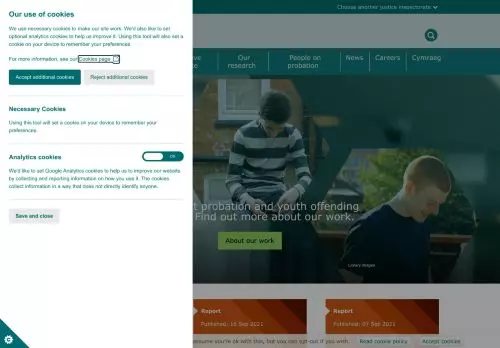 Our use of cookies
We use necessary cookies to make our site work. We'd also like to set
optional analytics cookies to help us improve it. Using this tool will also set a
cookie on your device to remember your preferences.
For more information, see our Cookies page
Accept additional cookies
Reject additional cookies
Necessary Cookies
Using this tool will set a cookie on your device to remember your
preferences.
Analytics cookies
Off
We'd like to set Google Analytics cookies to help us to improve our website
by collecting and reporting information on how you use it. The cookies
collect information in a way that does not directly identify anyone.
Save and close
Choose another justice inspectorate
Our
research
People on
probation
News
Careers
Cymraeg
probation and youth offending
Find out more about our work.
About our work
Library images
Report
Published, 16 Sep 2021
Report
Published, 07 Sep 2021
you're ok with this, but you can opt-out if you wish.
Read cookie policy
Accept cookies